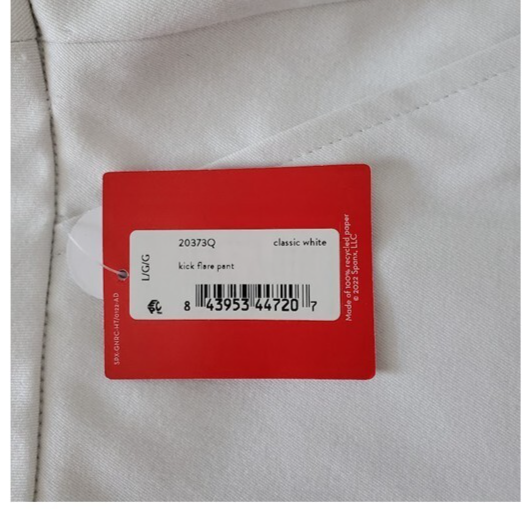 20373Q classic white
L/G/G
kick flare pant
8 43953 44720 7
Made of 100% recycled paper
© 2022 Spanx, LLC